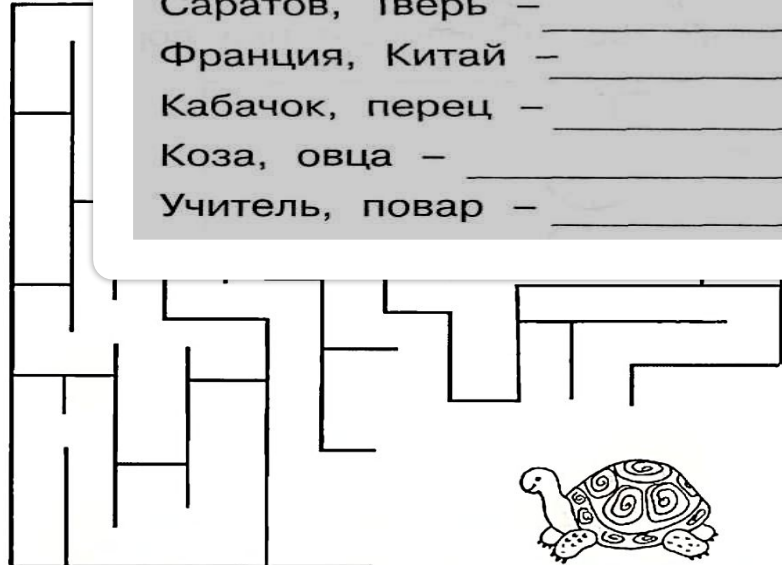 Саратов, Тверь –
Франция, Китай –
Кабачок, перец –
Коза, овца –
Учитель, повар –